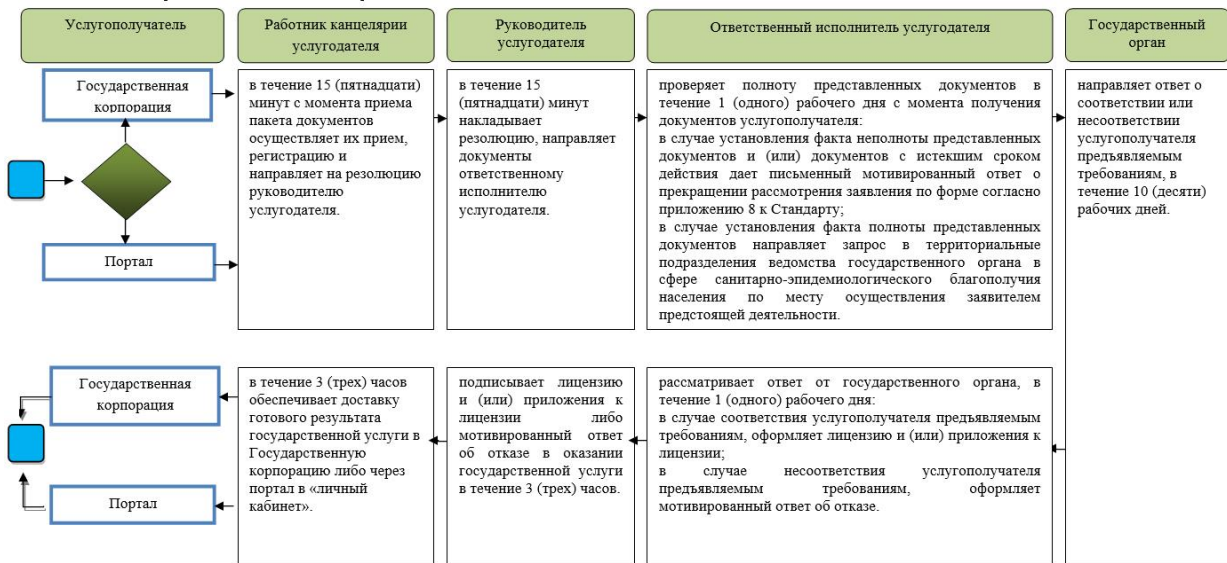 Услугополучатель
Работник канцелярии
услугодателя
Руководитель
услугодателя
Ответственный исполнитель услугодателя
Государственный
орган
Государственная
корпорация
Портал
в течение 15 (пятнадцати)
минут с момента приема
пакета документов
осуществляет их прием,
регистрацию и
направляет на резолюцию
руководителю
услугодателя.
в течение 15
(пятнадцати) минут
накладывает
резолюцию, направляет
документы
ответственному
исполнителю
услугодателя.
проверяет полноту представленных документов в
течение 1 (одного) рабочего дня с момента получения
документов услугополучателя:
в случае установления факта неполноты представленных
документов и (или) документов с истекшим сроком
действия дает письменный мотивированный ответ о
прекращении рассмотрения заявления по форме согласно
приложению 8 к Стандарту;
в случае установления факта полноты представленных
документов направляет запрос в территориальные
подразделения ведомства государственного органа в
сфере санитарно-эпидемиологического благополучия
населения по месту осуществления заявителем
предстоящей деятельности.
направляет ответ о
соответствии или
несоответствии
услугополучателя
предъявляемым
требованиям, в
течение 10 (десяти)
рабочих дней.
Государственная
корпорация
Портал
в течение 3 (трех) часов
обеспечивает доставку
готового результата
государственной услуги в
Государственную
корпорацию либо через
портал в «личный
кабинет».
подписывает лицензию
и (или) приложения к
лицензии либо
мотивированный ответ
об отказе в оказании
государственной услуги
в течение 3 (трех) часов.
рассматривает ответ от государственного органа, в
течение 1 (одного) рабочего дня:
в случае соответствия услугополучателя предъявляемым
требованиям, оформляет лицензию и (или) приложения к
лицензии;
в случае несоответствия услугополучателя
предъявляемым требованиям, оформляет
мотивированный ответ об отказе.